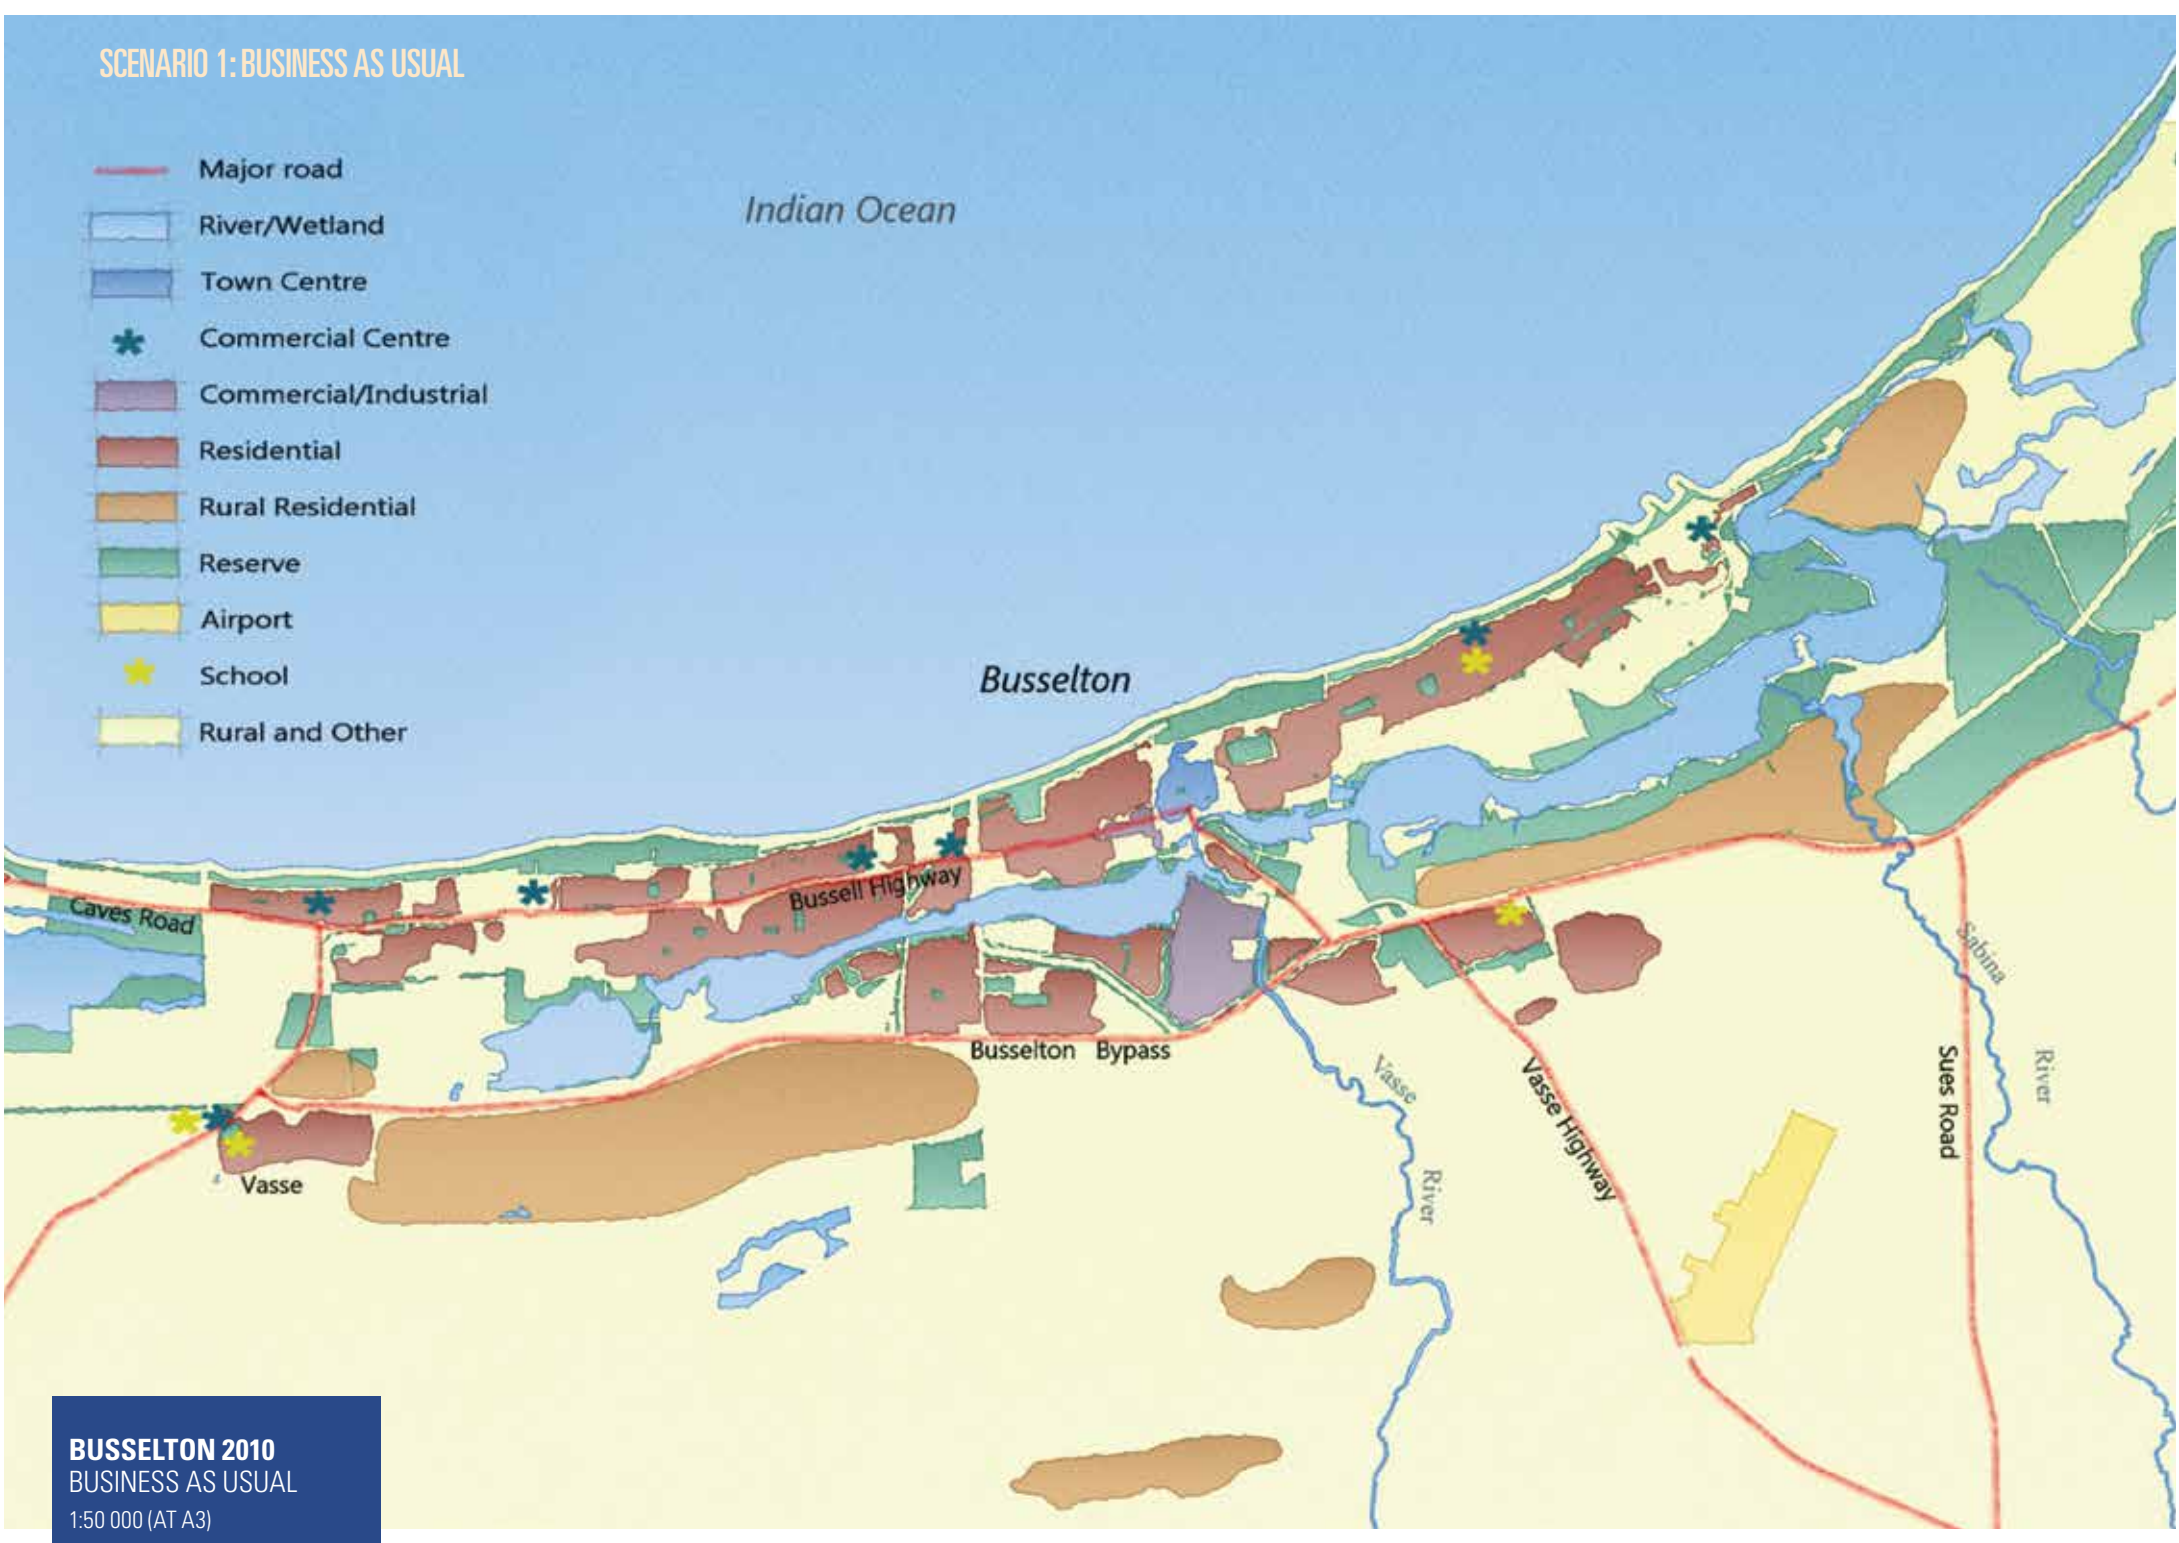 SCENARIO 1: BUSINESS AS USUAL
Major road
River/Wetland
Town Centre
Commercial Centre
Commercial/Industrial
Residential
Rural Residential
Reserve
Airport
School
Rural and Other
Indian Ocean
Busselton
Bussell Highway
Caves Road
Busselton Bypass
Vasse
Vasse
River
Vasse Highway
Sabina
River
Sues Road
BUSSELTON 2010
BUSINESS AS USUAL
1:50 000 (AT A3)